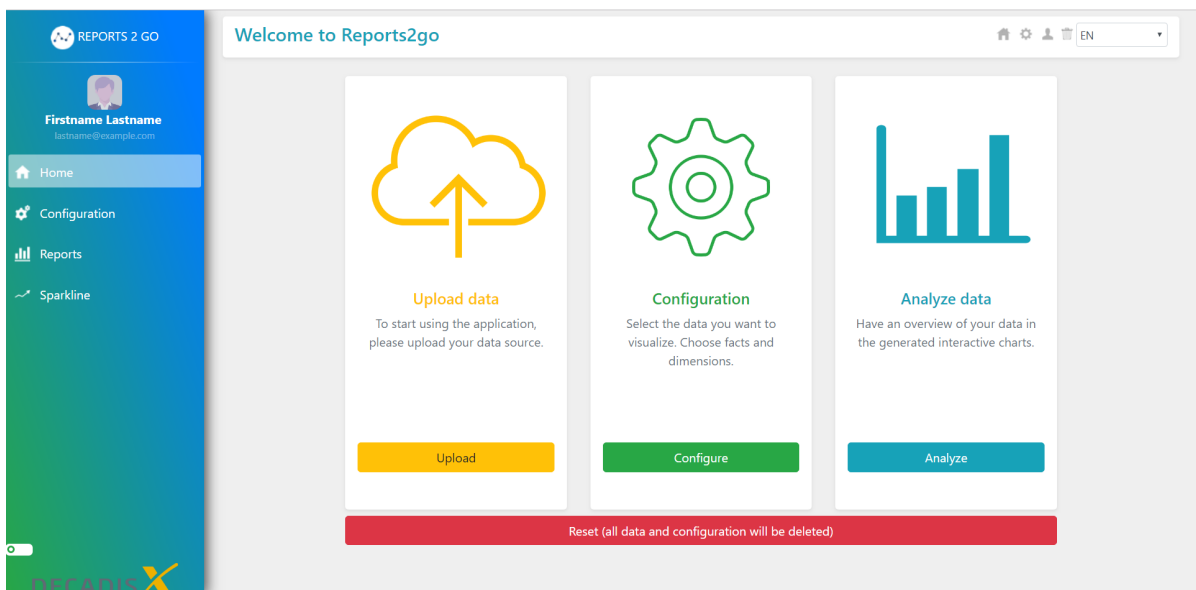 REPORTS 2 GO
Firstname Lastname
lastname@example.com
Home
Configuration
Reports
Sparkline
DECADIS X
Welcome to Reports2go
EN
Upload data
To start using the application,
please upload your data source.
Upload
Configuration
Select the data you want to
visualize. Choose facts and
dimensions.
Configure
Analyze data
Have an overview of your data in
the generated interactive charts.
Analyze
Reset (all data and configuration will be deleted)